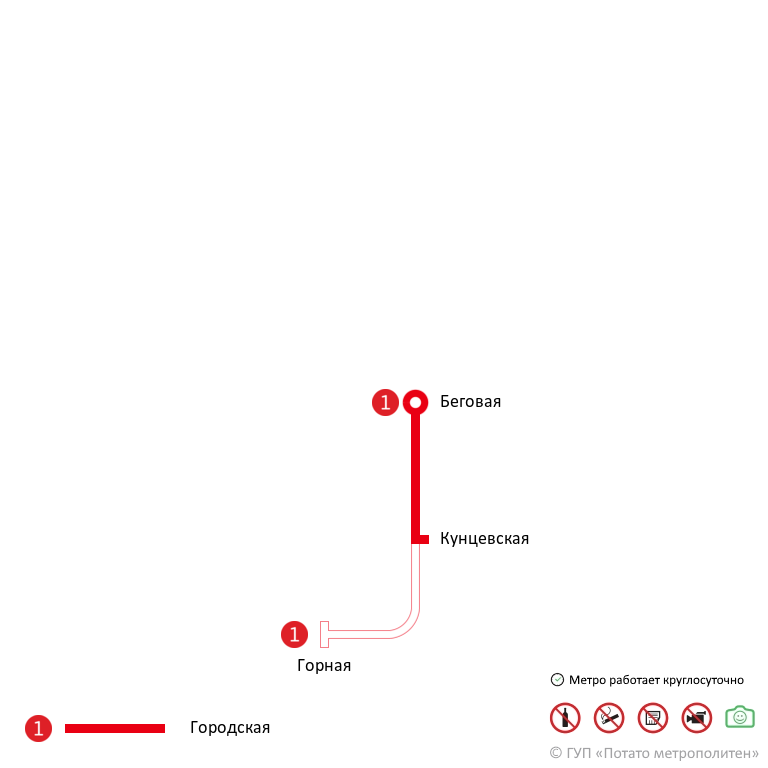 1 Беговая
Кунцевская
1
Горная
Метро работает круглосуточно
1 Городская
© ГУП «Потато метрополитен»